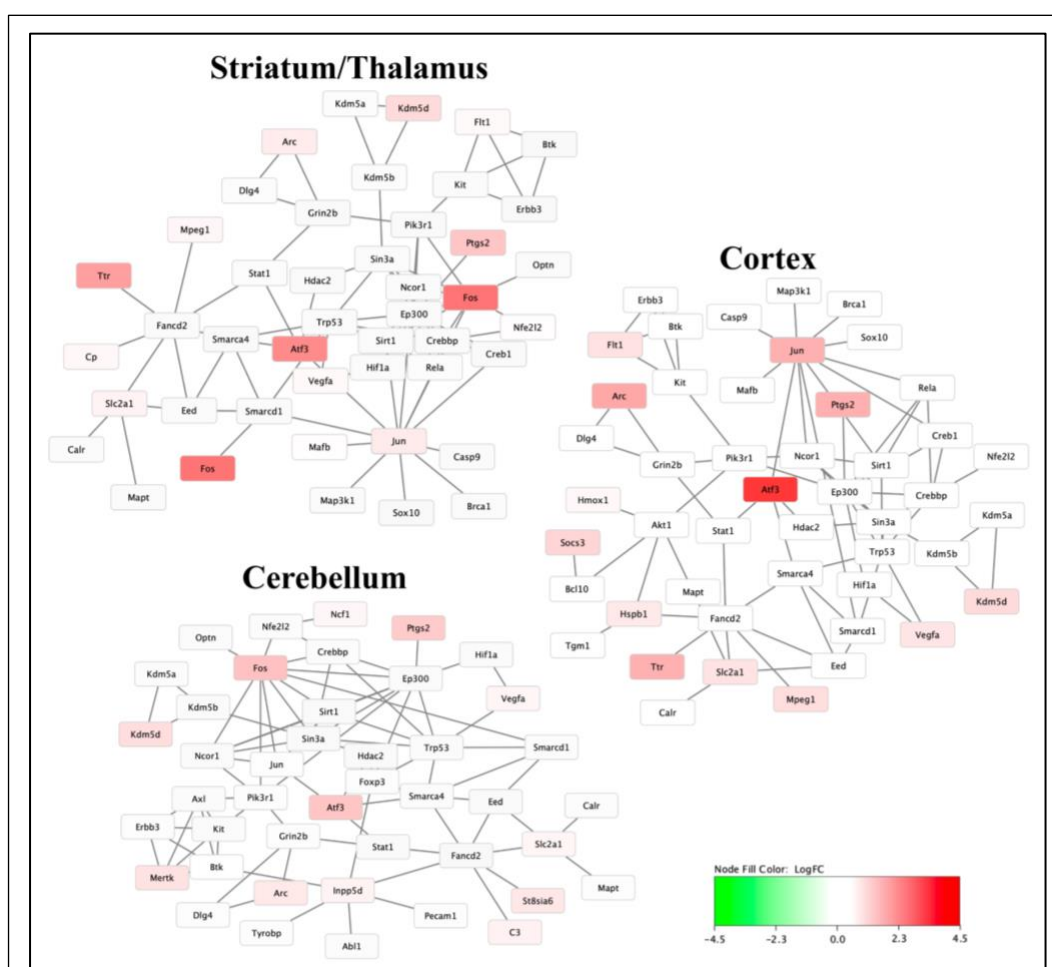 Striatum/Thalamus
Kdm5a
Kdm5d
Flt1
Arc
Btk
Kdm5b
Kit
Dlg4
Erbb3
Grin2b
Pik3r1
Mpeg1
Ptgs2
Sin3a
Optn
Ttr
Stat1
Hdac2
Ncor1
Fos
Fancd2
Trp53
Ep300
Nfe2l2
Smarca4
Sirt1
Crebbp
Cp
Atf3
Creb1
Hif1a
Rela
Vegfa
Slc2a1
Eed
Smarcd1
Jun
Mafb
Casp9
Calr
Fos
Mapt
Map3k1
Sox10
Brca1
Cortex
Map3k1
Erbb3
Brca1
Casp9
Btk
Sox10
Flt1
Jun
Kit
Mafb
Rela
Arc
Ptgs2
Dlg4
Creb1
Pik3r1
Ncor1
Nfe2l2
Grin2b
Sirt1
Atf3
Ep300
Crebbp
Hmox1
Kdm5a
Akt1
Stat1
Hdac2
Sin3a
Socs3
Trp53
Kdm5b
Smarca4
Bcl10
Mapt
Hif1a
Kdm5d
Hspb1
Fancd2
Smarcd1
Vegfa
Tgm1
Ttr
Slc2a1
Eed
Mpeg1
Calr
Cerebellum
Ncf1
Nfe2l2
Ptgs2
Optn
Crebbp
Hif1a
Fos
Kdm5a
Ep300
Vegfa
Kdm5b
Sirt1
Kdm5d
Sin3a
Trp53
Smarcd1
Ncor1
Hdac2
Jun
Foxp3
Axl
Pik3r1
Atf3
Smarca4
Eed
Calr
Erbb3
Kit
Grin2b
Stat1
Slc2a1
Fancd2
Mertk
Btk
Mapt
Arc
Inpp5d
St8sia6
Dlg4
Pecam1
Tyrobp
C3
Abl1
Node Fill Color: LogFC
-4.5 -2.3 0.0 2.3 4.5